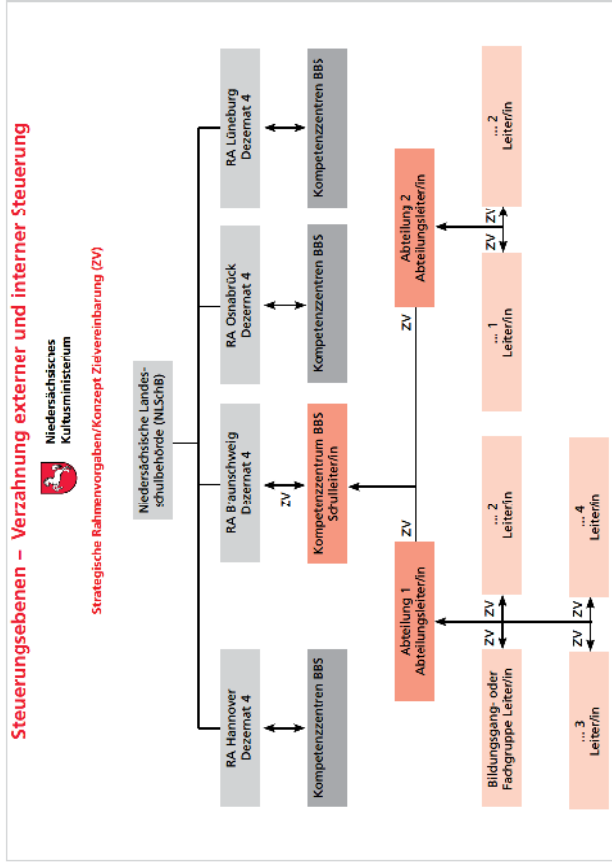 Steuerungsebenen – Verzahnung externer und interner Steuerung
Niedersächsisches
Kultusministerium
Strategische Rahmenvorgaben/Konzept Zielvereinbarung (ZV)
Niedersächsische Landes-
schulbehörde (NLSchB)
RA Hannover
Dezernat 4
RA Braunschweig
Dezernat 4
RA Osnabrück
Dezernat 4
RA Lüneburg
Dezernat 4
ZV
Kompetenzzentren BBS
Kompetenzzentrum BBS
Schulleiter/in
Kompetenzzentren BBS
Kompetenzzentren BBS
ZV
ZV
Abteilung 1
Abteilungsleiter/in
Abteilung 2
Abteilungsleiter/in
ZV
ZV
ZV
ZV
Bildungsgang- oder
Fachgruppe Leiter/in
... 2
Leiter/in
... 1
Leiter/in
... 2
Leiter/in
ZV
ZV
... 3
Leiter/in
... 4
Leiter/in